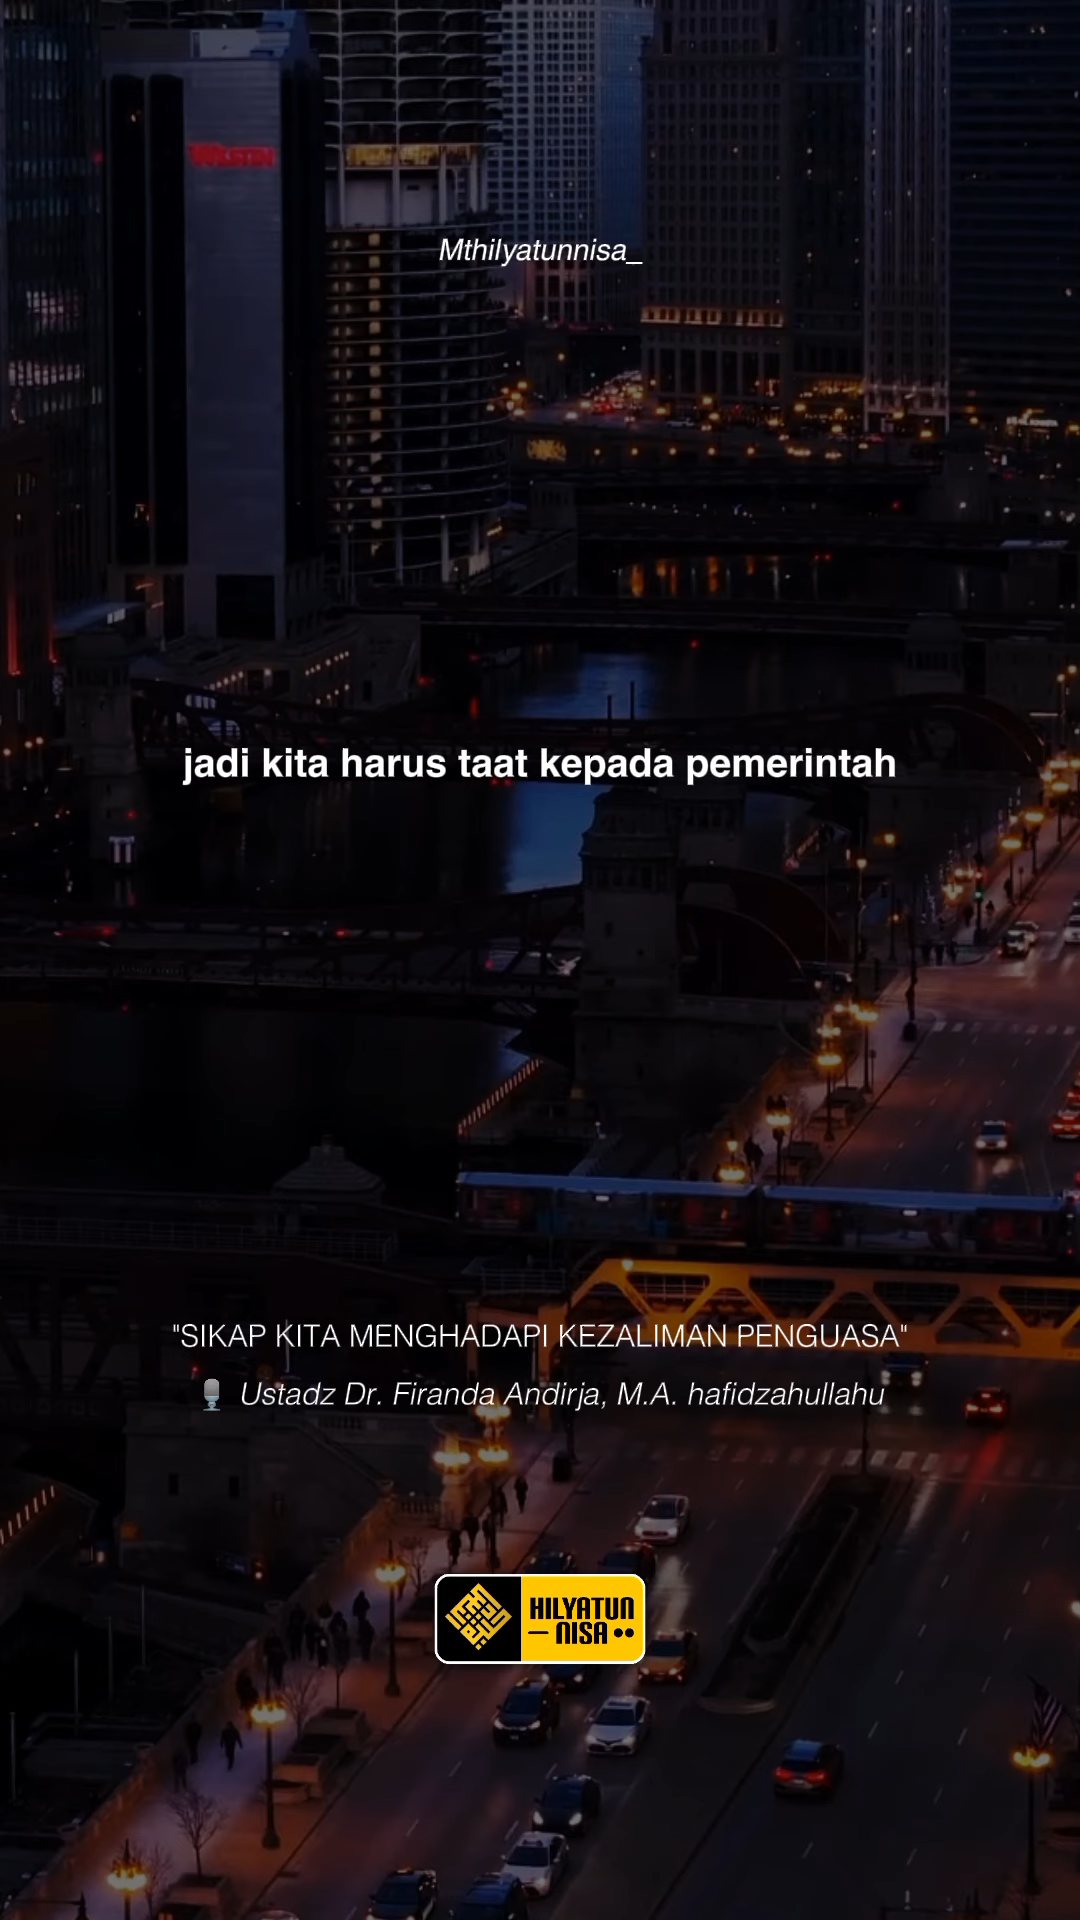 WESTIN
Mthilyatunnisa_
jadi kita harus taat kepada pemerintah
"SIKAP KITA MENGHADAPI KEZALIMAN PENGUASA"
🎙️ Ustadz Dr. Firanda Andirja, M.A. hafidzahullahu
HILYATUN
NISA